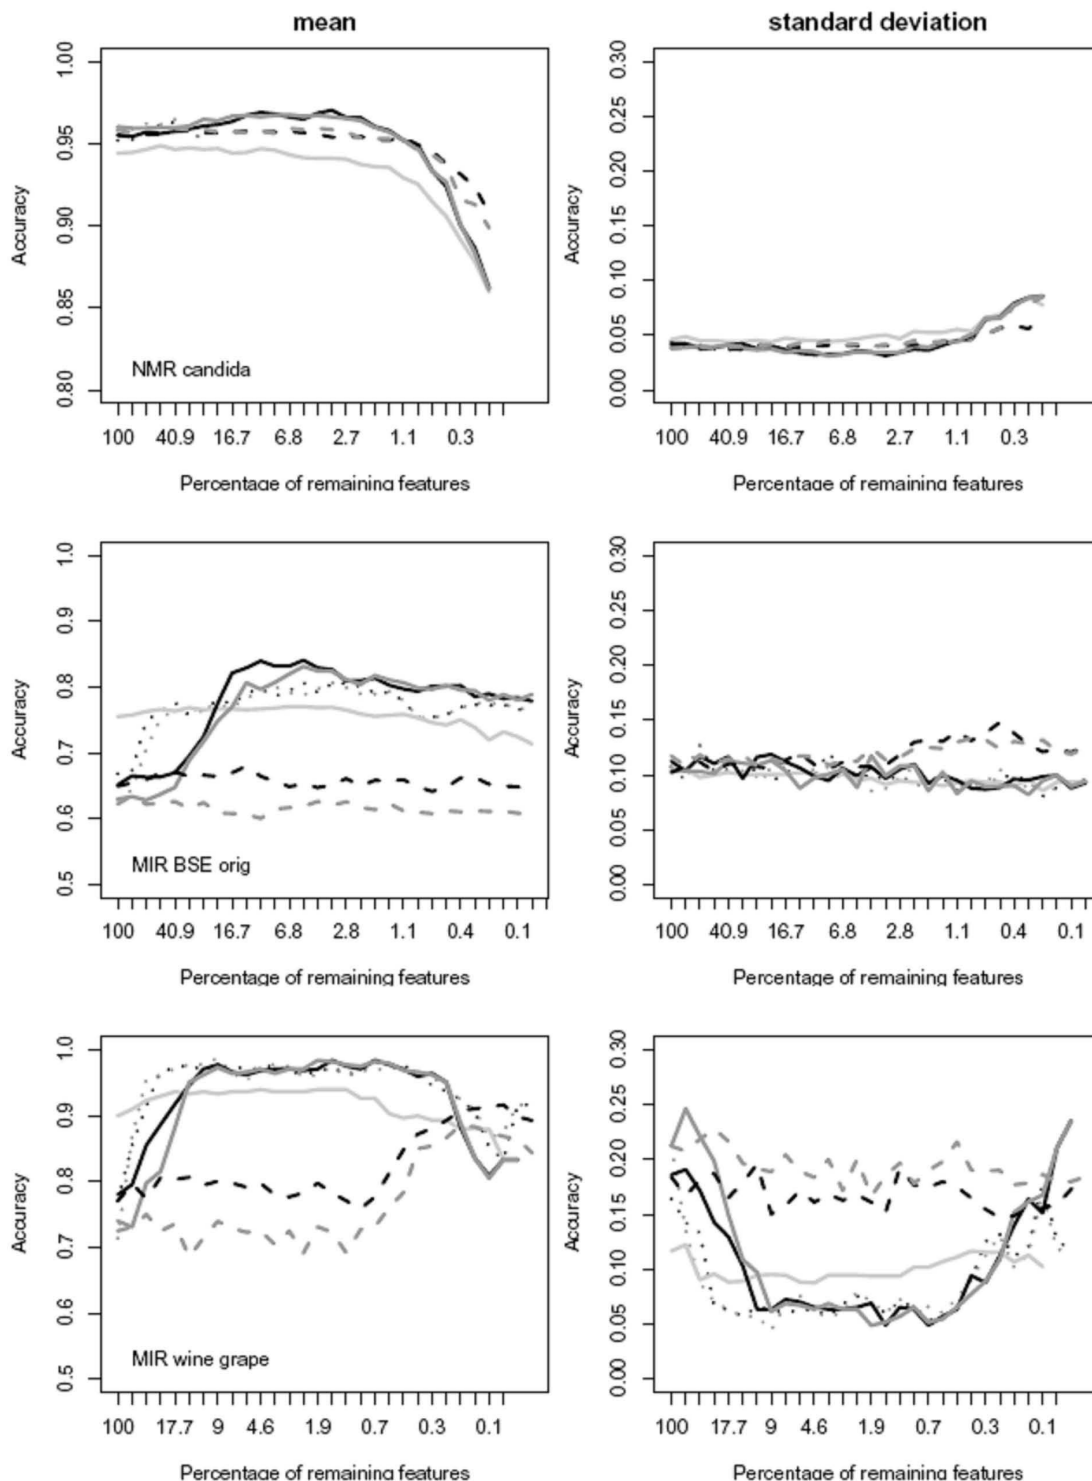 mean
standard deviation
Accuracy
1.00
0.95
0.90
0.85
0.80
NMR candida
100 40.9 16.7 6.8 2.7 1.1 0.3
Percentage of remaining features
Accuracy
0.30
0.25
0.20
0.15
0.10
0.05
0.00
100 40.9 16.7 6.8 2.7 1.1 0.3
Percentage of remaining features
Accuracy
1.0
0.9
0.8
0.7
0.6
0.5
MIR BSE orig
100 40.9 16.7 6.8 2.8 1.1 0.4 0.1
Percentage of remaining features
Accuracy
0.30
0.25
0.20
0.15
0.10
0.05
0.00
100 40.9 16.7 6.8 2.8 1.1 0.4 0.1
Percentage of remaining features
Accuracy
1.0
0.9
0.8
0.7
0.6
0.5
MIR wine grape
100 17.7 9 4.6 1.9 0.7 0.3 0.1
Percentage of remaining features
Accuracy
0.30
0.25
0.20
0.15
0.10
0.05
0.00
100 17.7 9 4.6 1.9 0.7 0.3 0.1
Percentage of remaining features